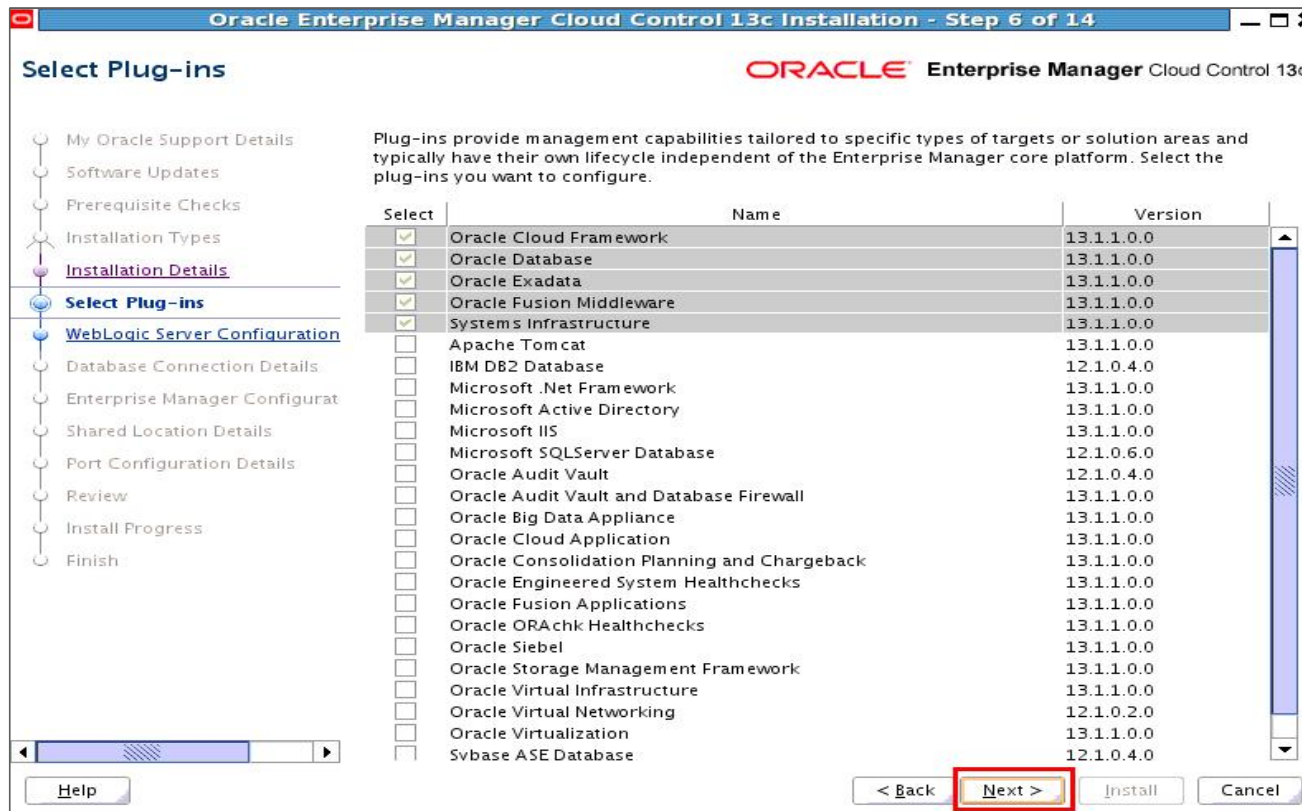 Oracle Enterprise Manager Cloud Control 13c Installation - Step 6 of 14
Select Plug-ins
ORACLE Enterprise Manager Cloud Control 13c
My Oracle Support Details
Software Updates
Prerequisite Checks
Installation Types
Installation Details
Select Plug-ins
WebLogic Server Configuration
Database Connection Details
Enterprise Manager Configurat
Shared Location Details
Port Configuration Details
Review
Install Progress
Finish
Plug-ins provide management capabilities tailored to specific types of targets or solution areas and
typically have their own lifecycle independent of the Enterprise Manager core platform. Select the
plug-ins you want to configure.
Select Name Version
Oracle Cloud Framework 13.1.1.0.0
Oracle Database 13.1.1.0.0
Oracle Exadata 13.1.1.0.0
Oracle Fusion Middleware 13.1.1.0.0
Systems Infrastructure 13.1.1.0.0
Apache Tomcat 13.1.1.0.0
IBM DB2 Database 12.1.0.4.0
Microsoft .Net Framework 13.1.1.0.0
Microsoft Active Directory 13.1.1.0.0
Microsoft IIS 13.1.1.0.0
Microsoft SQLServer Database 12.1.0.6.0
Oracle Audit Vault 12.1.0.4.0
Oracle Audit Vault and Database Firewall 13.1.1.0.0
Oracle Big Data Appliance 13.1.1.0.0
Oracle Cloud Application 13.1.1.0.0
Oracle Consolidation Planning and Chargeback 13.1.1.0.0
Oracle Engineered System Healthchecks 13.1.1.0.0
Oracle Fusion Applications 13.1.1.0.0
Oracle ORAchk Healthchecks 13.1.1.0.0
Oracle Siebel 13.1.1.0.0
Oracle Storage Management Framework 13.1.1.0.0
Oracle Virtual Infrastructure 13.1.1.0.0
Oracle Virtual Networking 12.1.0.2.0
Oracle Virtualization 13.1.1.0.0
Sybase ASE Database 12.1.0.4.0
Help < Back Next > Install Cancel